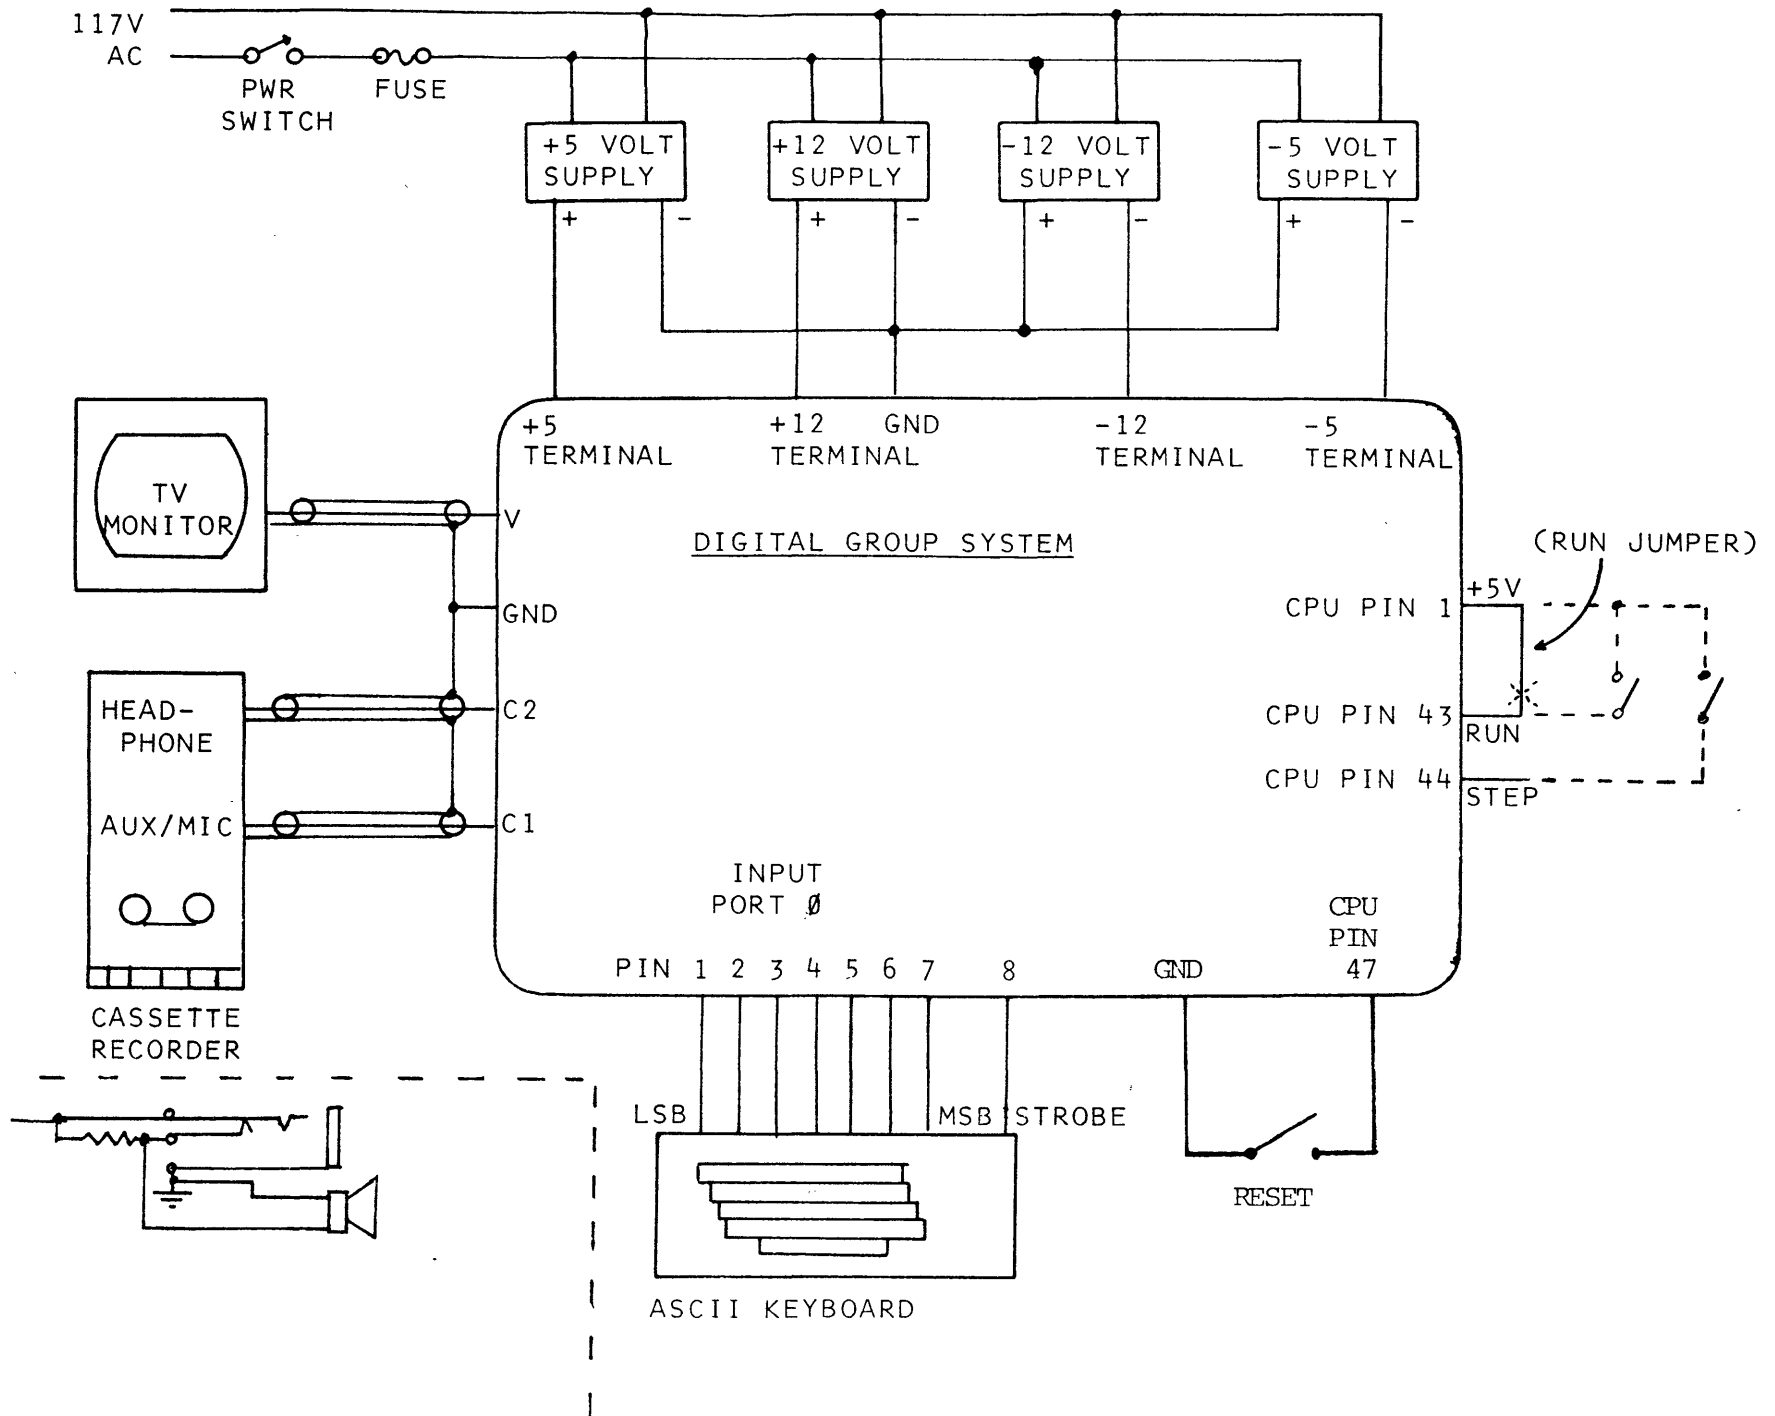 117V
AC
PWR
SWITCH
FUSE
+5 VOLT
SUPPLY
+12 VOLT
SUPPLY
-12 VOLT
SUPPLY
-5 VOLT
SUPPLY
+ -
+ -
+ -
+ -
+5
TERMINAL
+12
TERMINAL
GND
-12
TERMINAL
-5
TERMINAL
TV
MONITOR
V
DIGITAL GROUP SYSTEM
(RUN JUMPER)
GND
CPU PIN 1
+5V
HEAD-
PHONE
C2
CPU PIN 43
RUN
CPU PIN 44
STEP
AUX/MIC
C1
INPUT
PORT Ø
CPU
PIN
47
PIN 1 2 3 4 5 6 7 8
GND
CASSETTE
RECORDER
LSB
MSB
STROBE
RESET
ASCII KEYBOARD